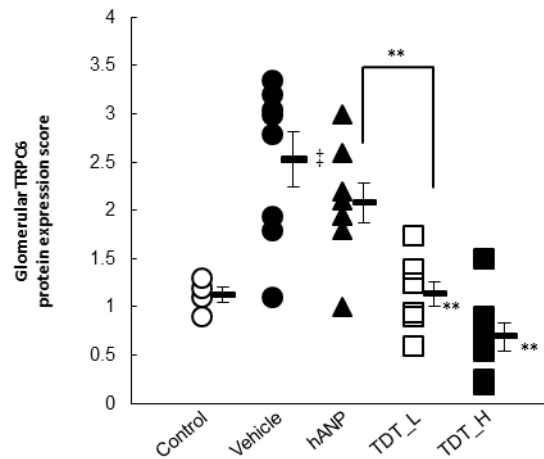 4
3.5
3
2.5
2
1.5
1
0.5
0
Glomerular TRPC6
protein expression score
**
‡
**
**
Control
Vehicle
hANP
TDT_L
TDT_H